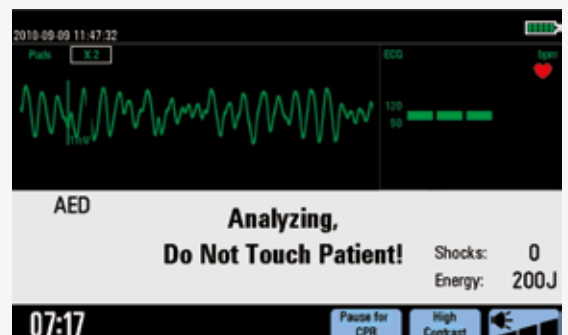 2010-09-09 11:47:32
Pads X 2 ECG bpm
120
50
1mV
AED
Analyzing,
Do Not Touch Patient!
Shocks: 0
Energy: 200J
07:17
Pause for
CPR
High
Contrast